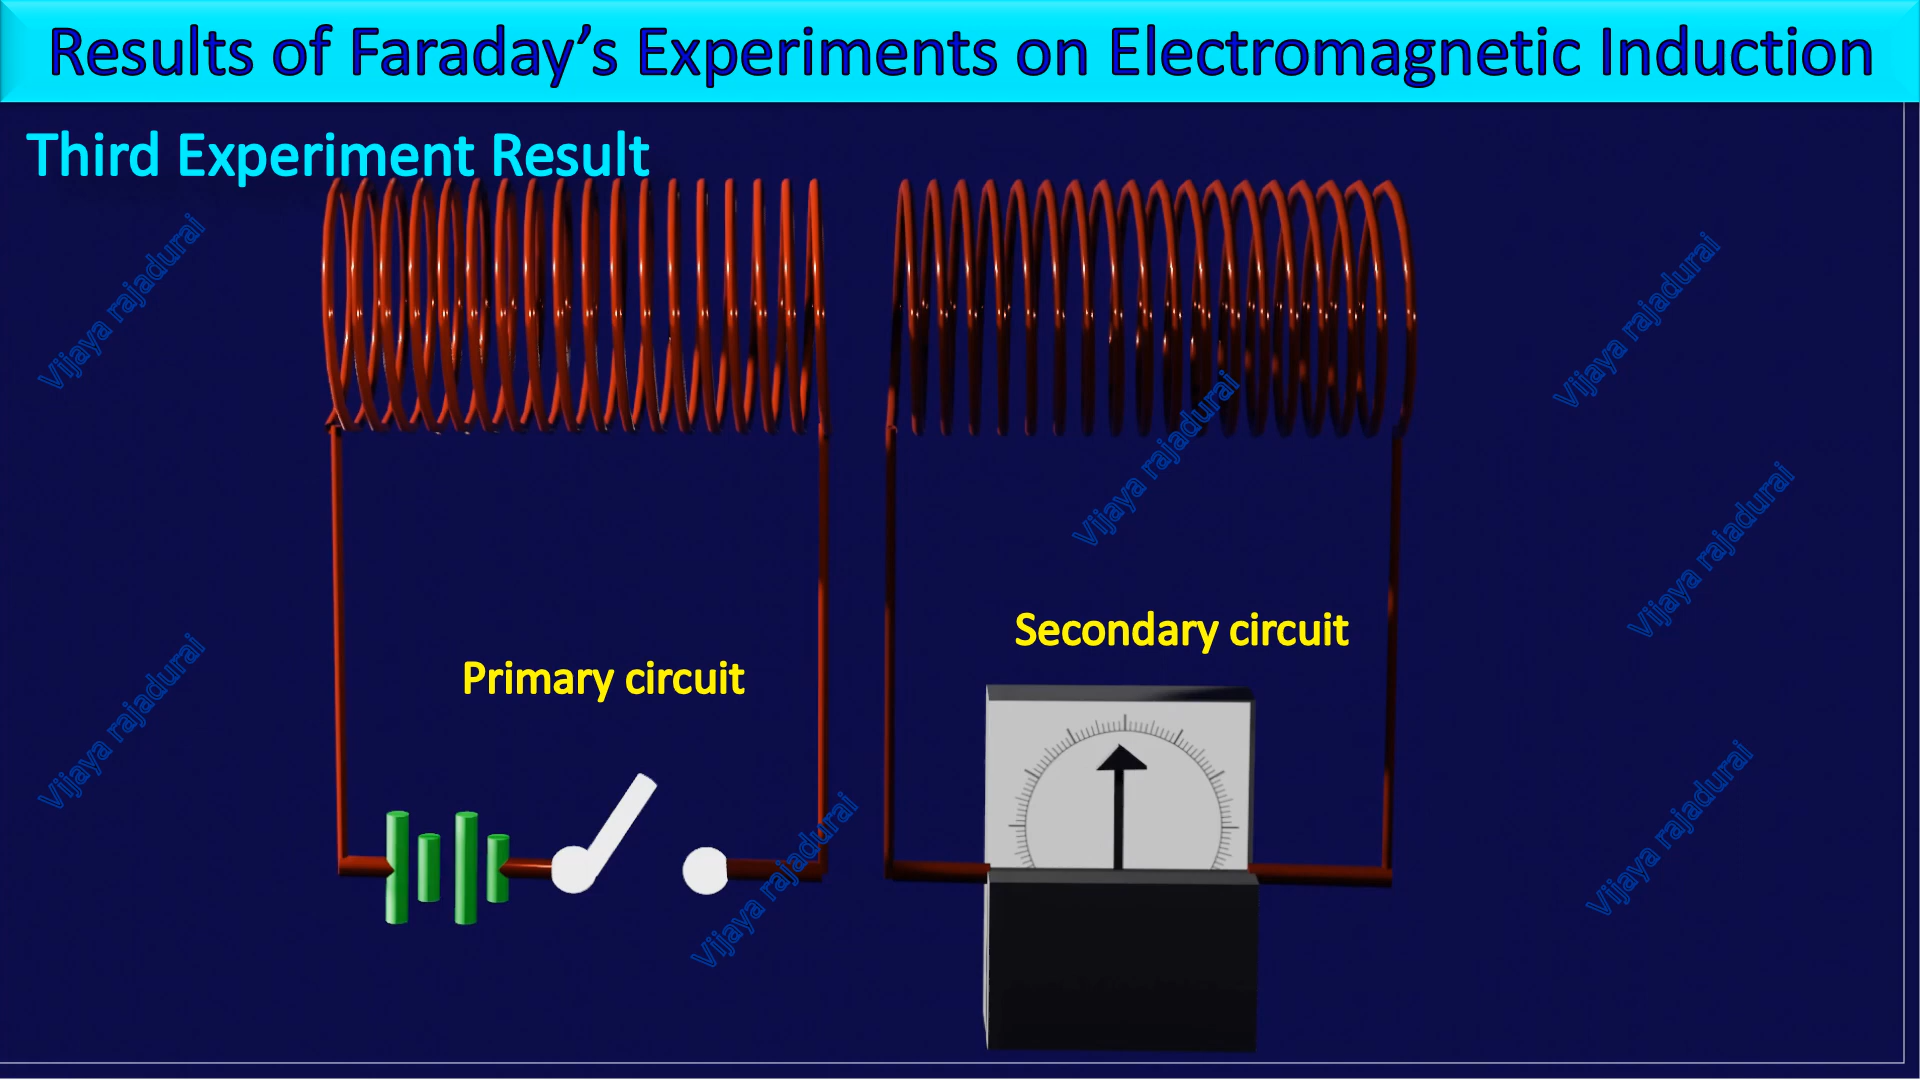 Results of Faraday’s Experiments on Electromagnetic Induction
Third Experiment Result
Vijaya rajadurai
Vijaya rajadurai
Vijaya rajadurai
Vijaya rajadurai
Secondary circuit
Primary circuit
Vijaya rajadurai
Vijaya rajadurai
Vijaya rajadurai